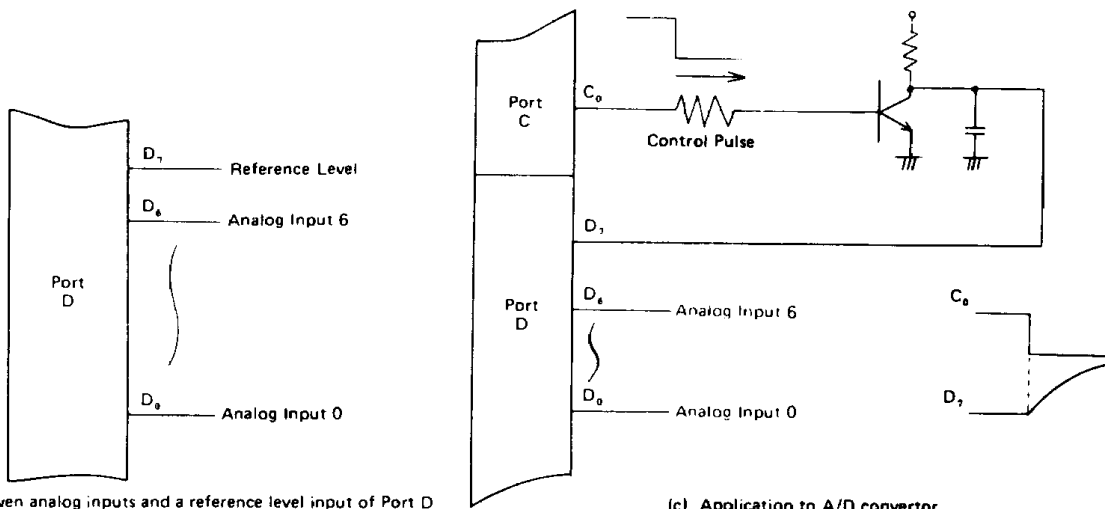 D₇
Reference Level
D₆
Analog Input 6
Port
D
D₀
Analog Input 0
ven analog inputs and a reference level input of Port D
Port
C
C₀
Control Pulse
D₇
Port
D
D₆
Analog Input 6
D₀
Analog Input 0
C₀
D₇
(c) Application to A/D convertor